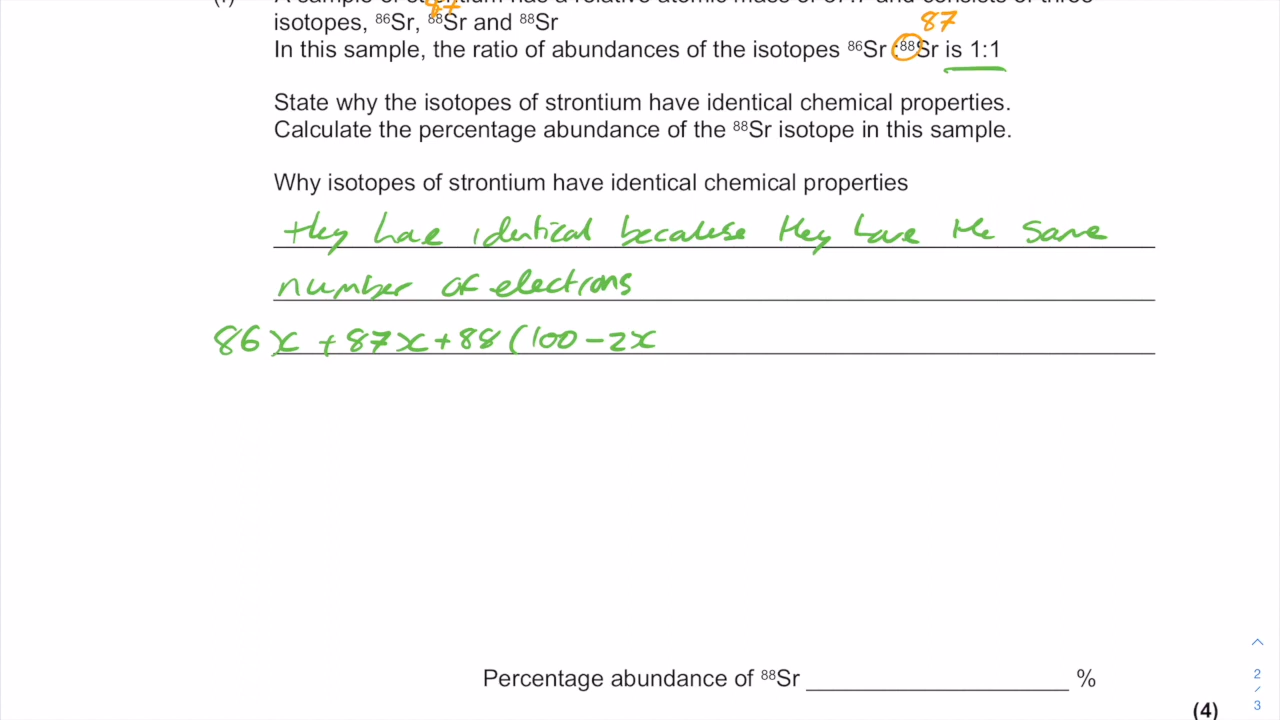 isotopes, ⁸⁶Sr, ⁸⁸Sr and ⁸⁸Sr
87
87
In this sample, the ratio of abundances of the isotopes ⁸⁶Sr :⁸⁸Sr is 1:1
State why the isotopes of strontium have identical chemical properties.
Calculate the percentage abundance of the ⁸⁸Sr isotope in this sample.
Why isotopes of strontium have identical chemical properties
they have identical because they have the same
number of electrons
86x + 87x + 88 (100 - 2x
Percentage abundance of ⁸⁸Sr ____________________ %
(4)
2
/
3